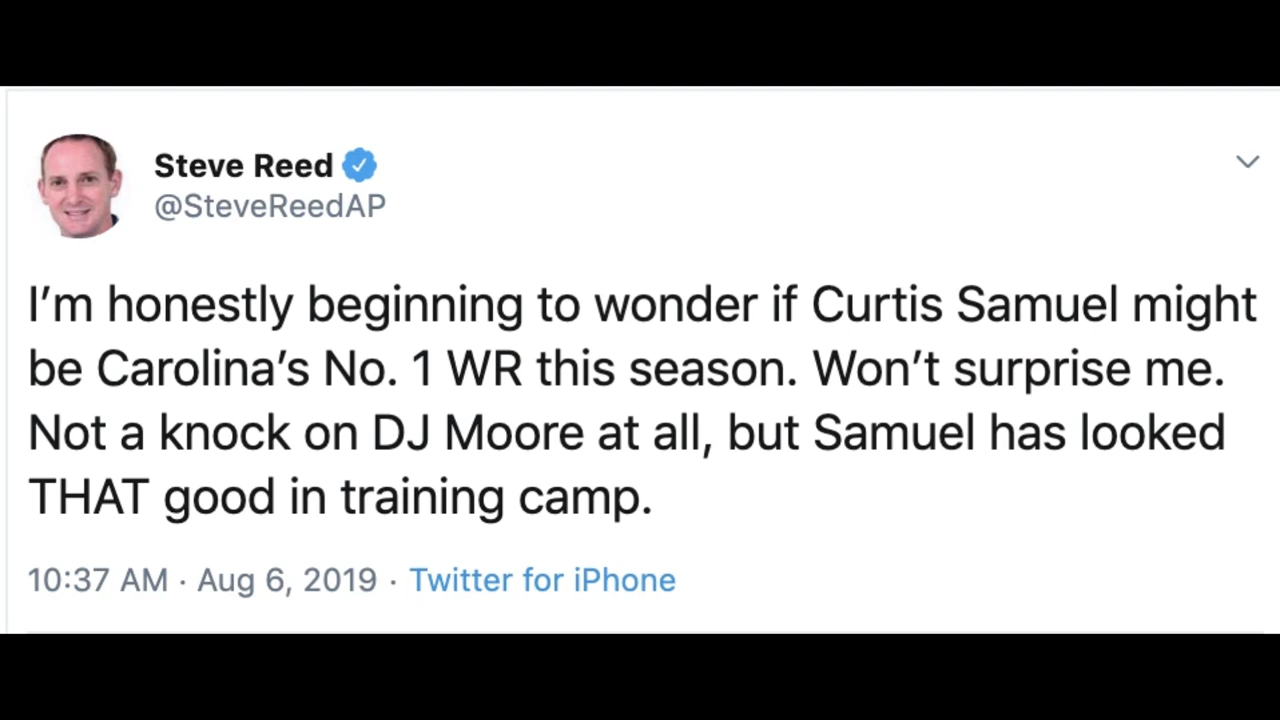 Steve Reed
@SteveReedAP
I’m honestly beginning to wonder if Curtis Samuel might
be Carolina’s No. 1 WR this season. Won’t surprise me.
Not a knock on DJ Moore at all, but Samuel has looked
THAT good in training camp.
10:37 AM · Aug 6, 2019 · Twitter for iPhone